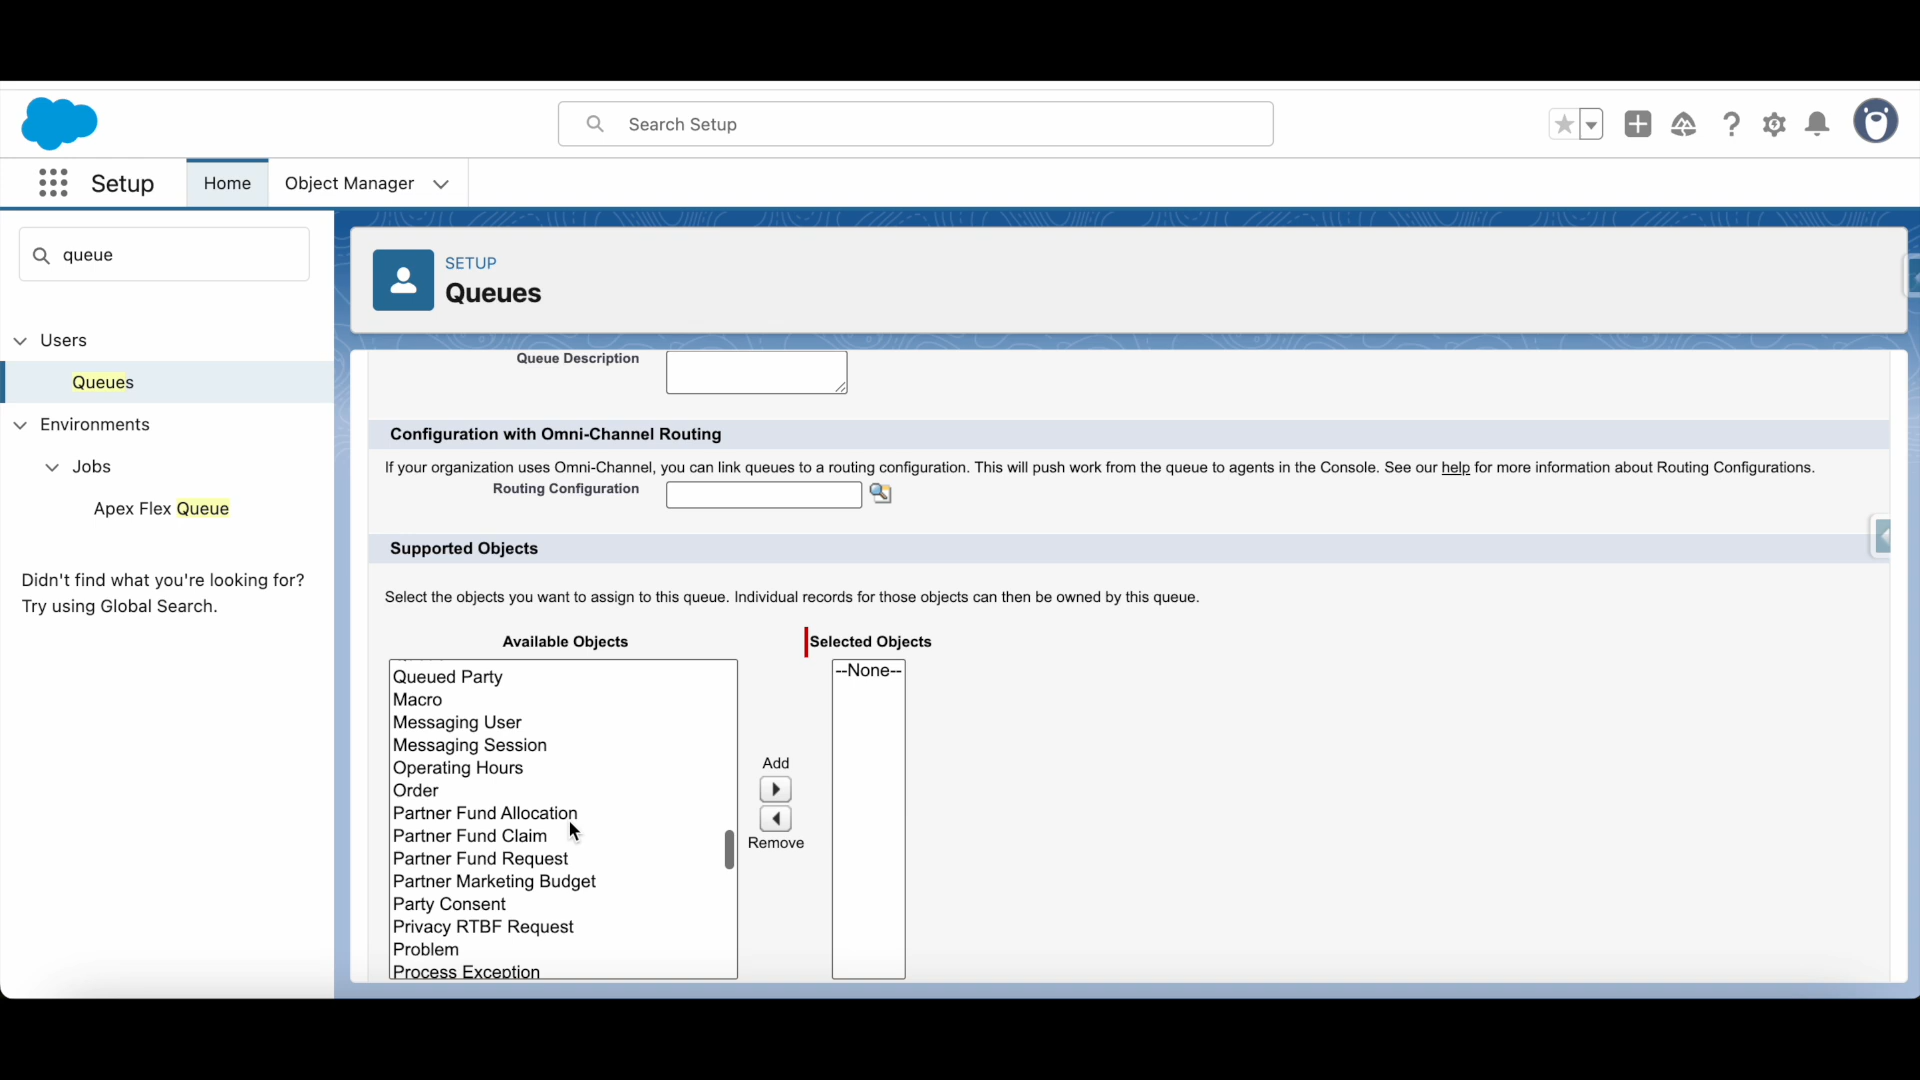 Search Setup
Setup
Home
Object Manager
queue
Users
Queues
Environments
Jobs
Apex Flex Queue
Didn't find what you're looking for?
Try using Global Search.
SETUP
Queues
Queue Description
Configuration with Omni-Channel Routing
If your organization uses Omni-Channel, you can link queues to a routing configuration. This will push work from the queue to agents in the Console. See our help for more information about Routing Configurations.
Routing Configuration
Supported Objects
Select the objects you want to assign to this queue. Individual records for those objects can then be owned by this queue.
Available Objects
Selected Objects
Queued Party
Macro
Messaging User
Messaging Session
Operating Hours
Order
Partner Fund Allocation
Partner Fund Claim
Partner Fund Request
Partner Marketing Budget
Party Consent
Privacy RTBF Request
Problem
Process Exception
Add
Remove
--None--